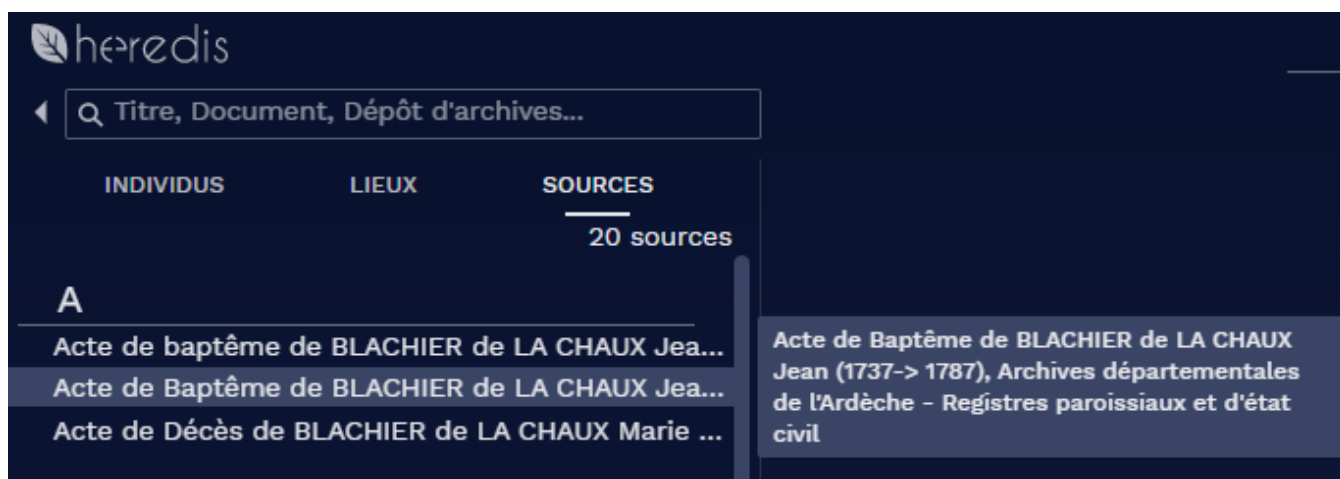 heredis
Titre, Document, Dépôt d'archives...
INDIVIDUS LIEUX SOURCES
20 sources
A
Acte de baptême de BLACHIER de LA CHAUX Jea...
Acte de Baptême de BLACHIER de LA CHAUX Jea...
Acte de Décès de BLACHIER de LA CHAUX Marie ...
Acte de Baptême de BLACHIER de LA CHAUX
Jean (1737-> 1787), Archives départementales
de l'Ardèche - Registres paroissiaux et d'état
civil